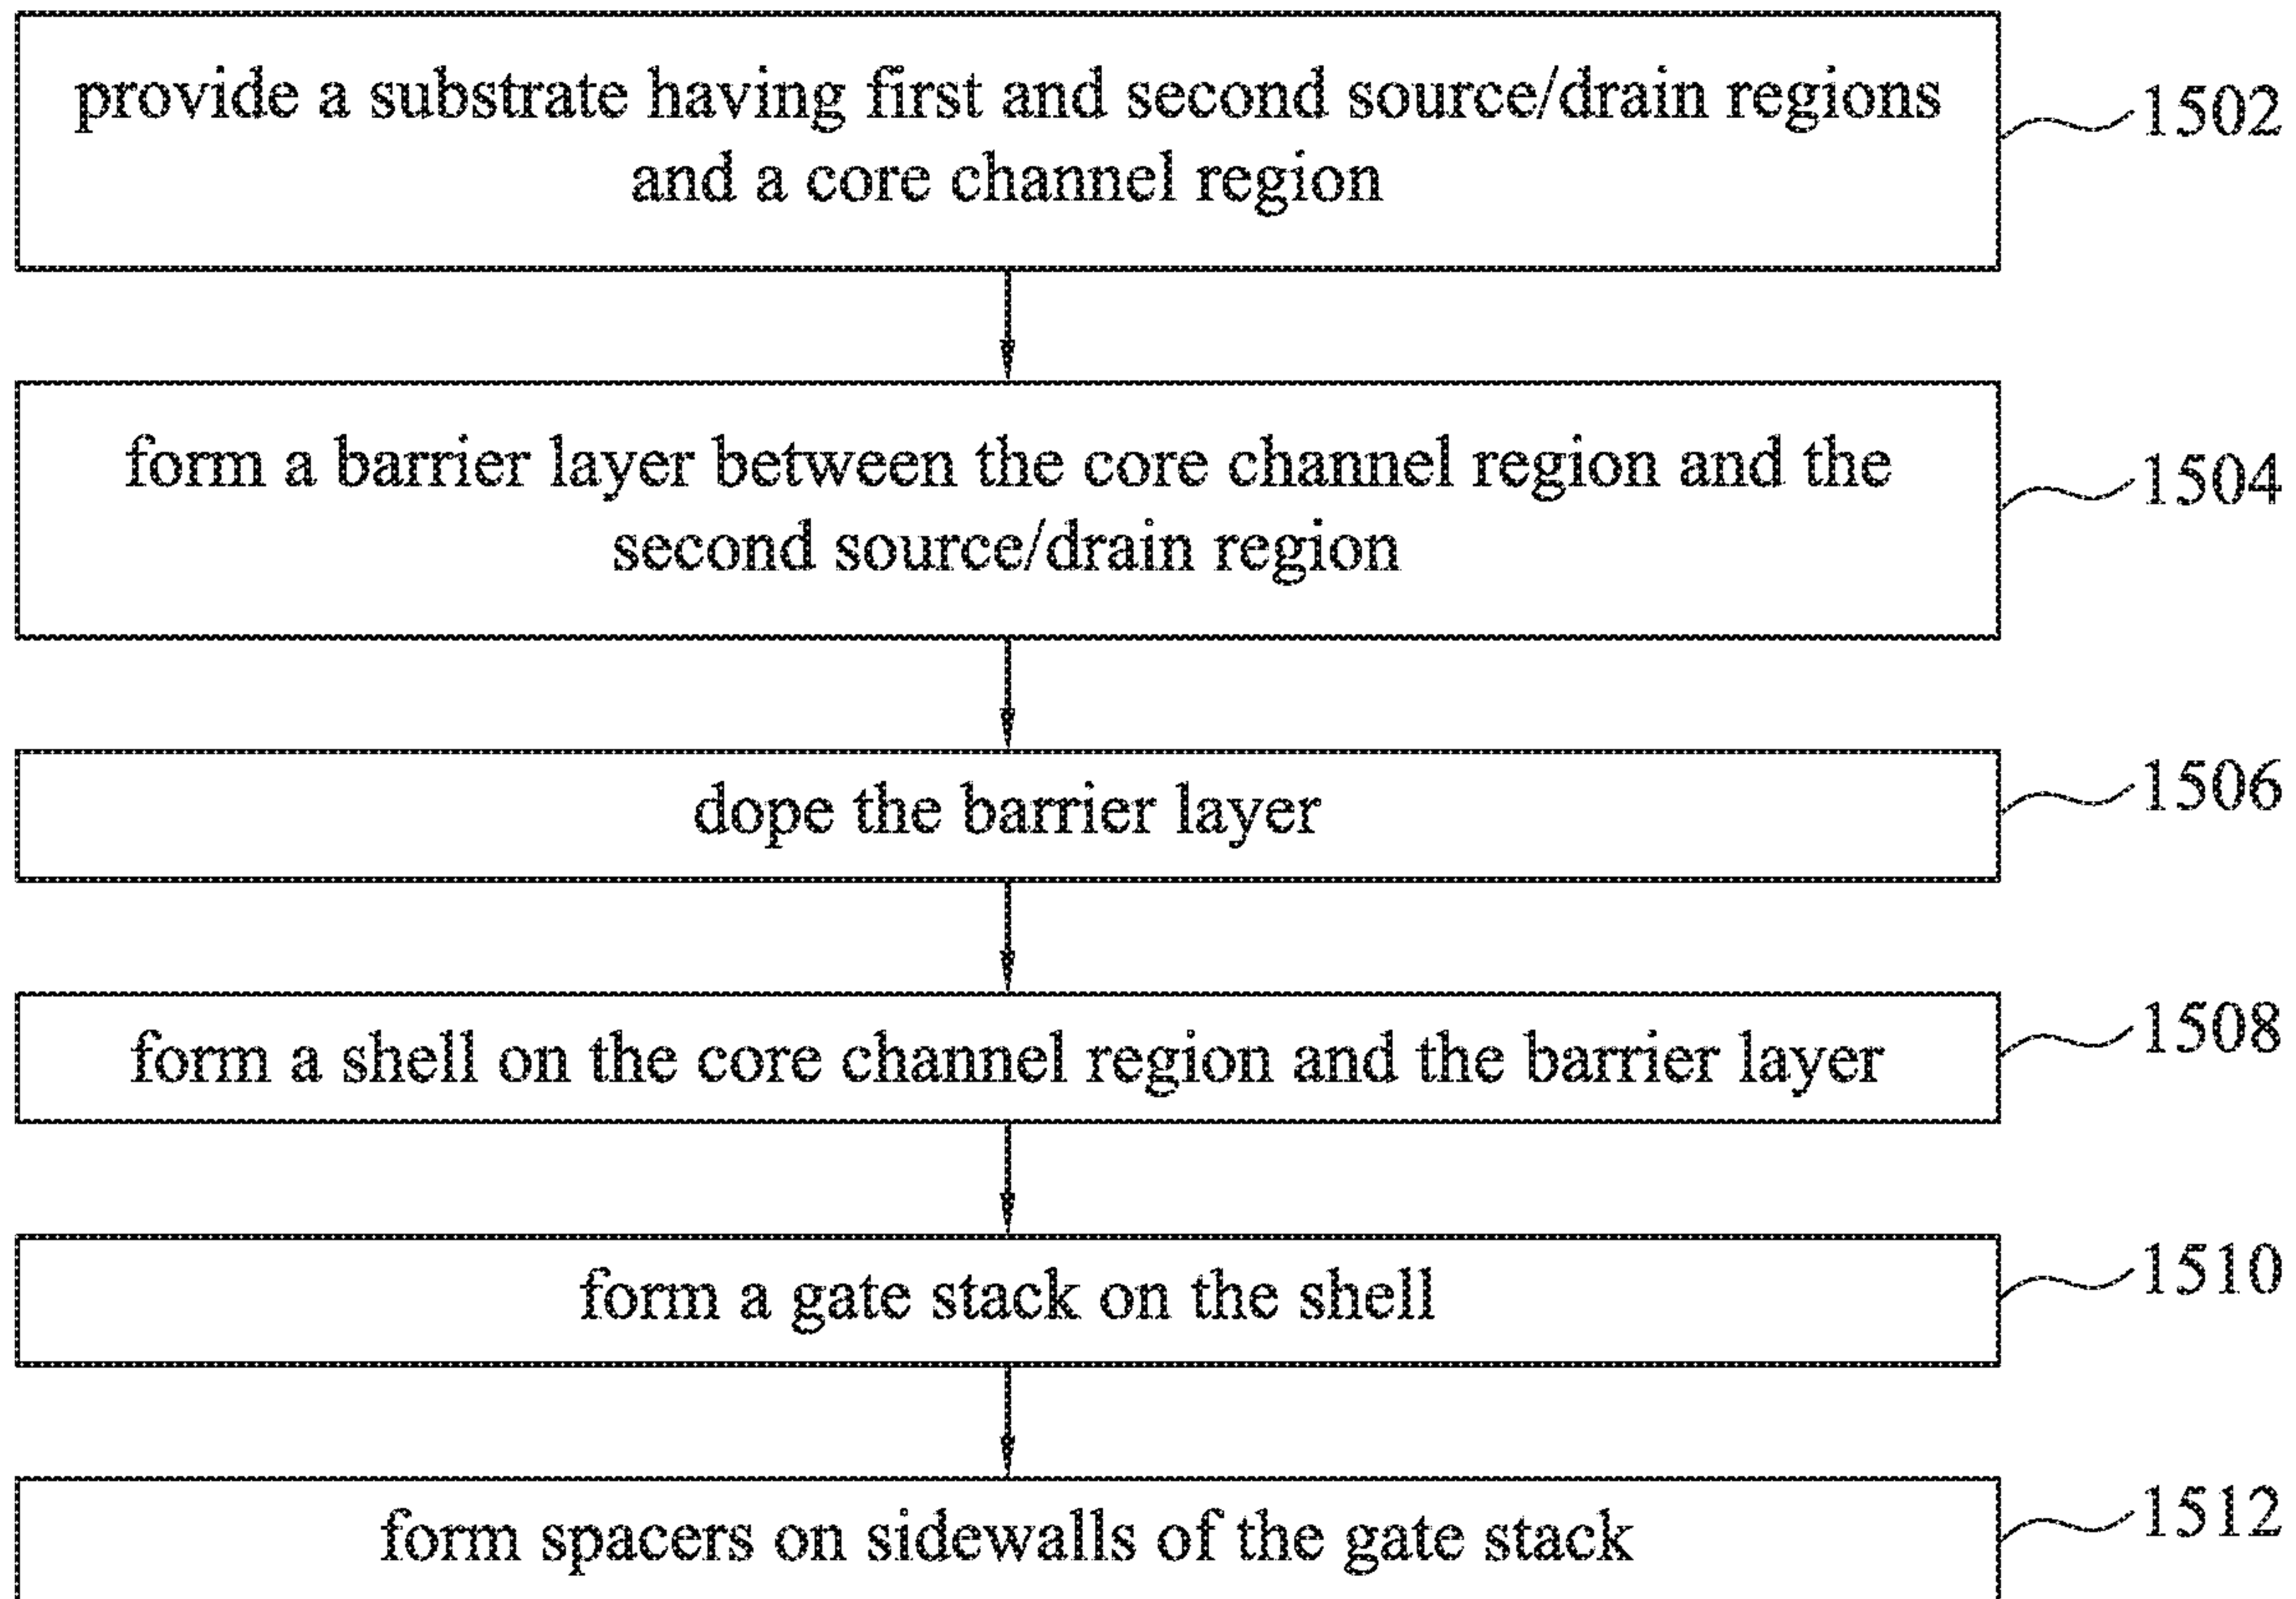 provide a substrate having first and second source/drain regions
and a core channel region
1502
form a barrier layer between the core channel region and the
second source/drain region
1504
dope the barrier layer
1506
form a shell on the core channel region and the barrier layer
1508
form a gate stack on the shell
1510
form spacers on sidewalls of the gate stack
1512